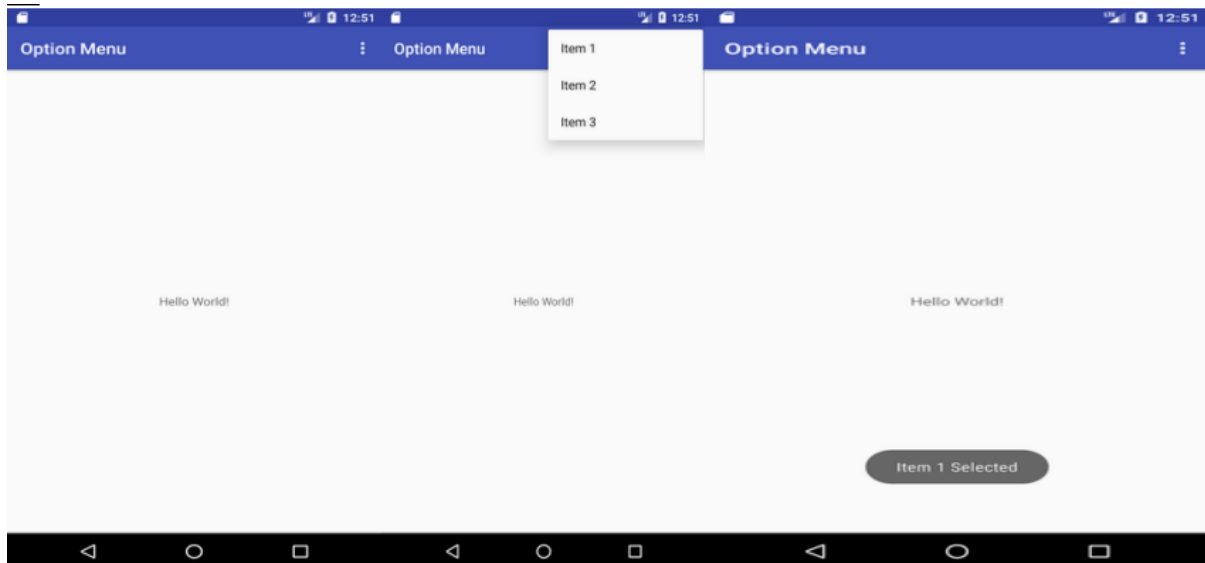 12:51
Option Menu
Hello World!
12:51
Option Menu
Item 1
Item 2
Item 3
Hello World!
12:51
Option Menu
Hello World!
Item 1 Selected